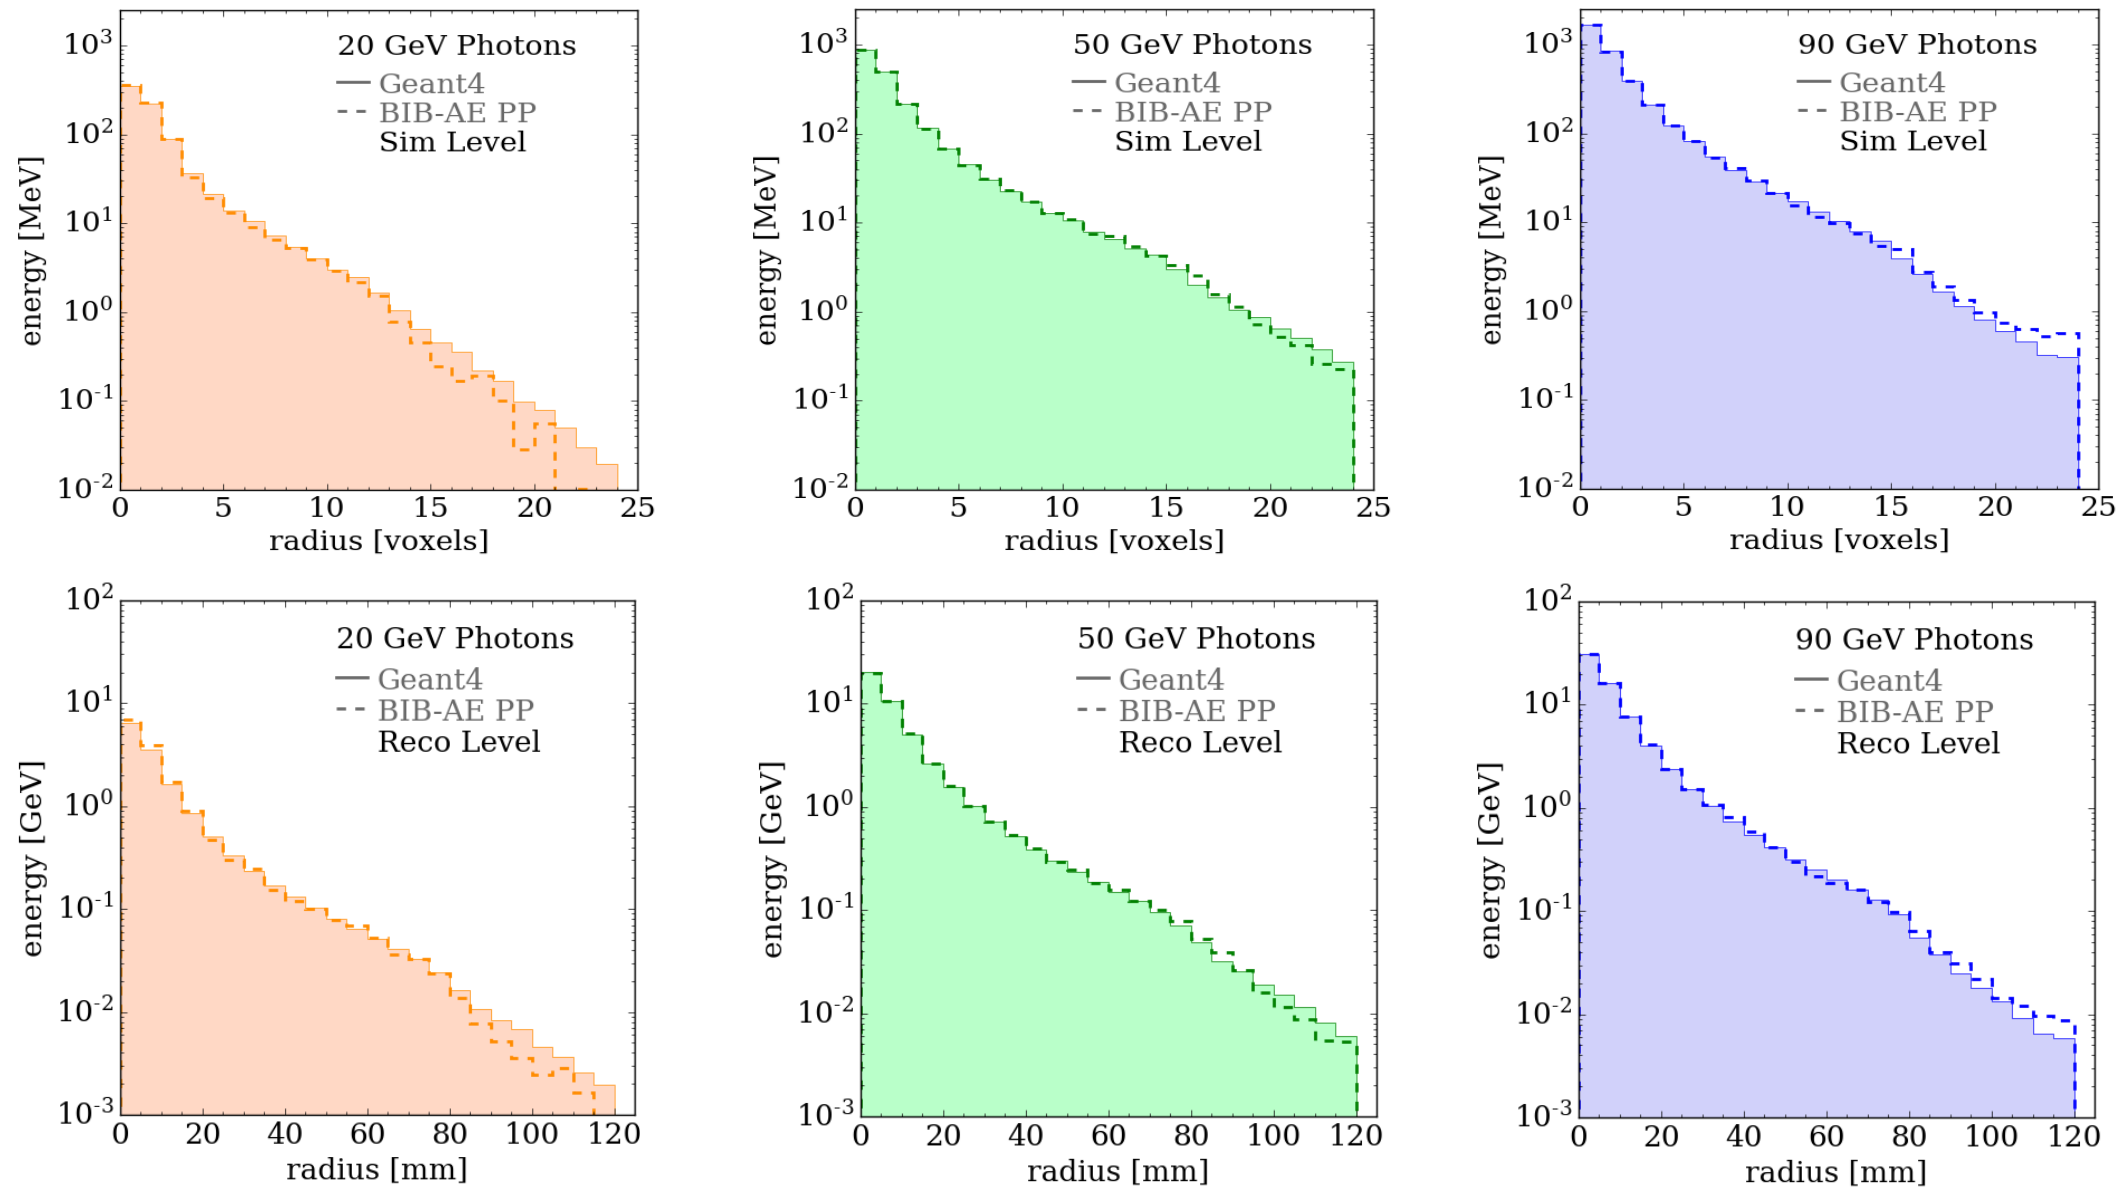 20 GeV Photons
Geant4
BIB-AE PP
Sim Level
energy [MeV]
10^3
10^2
10^1
10^0
10^-1
10^-2
0 5 10 15 20 25
radius [voxels]
50 GeV Photons
Geant4
BIB-AE PP
Sim Level
energy [MeV]
10^3
10^2
10^1
10^0
10^-1
10^-2
0 5 10 15 20 25
radius [voxels]
90 GeV Photons
Geant4
BIB-AE PP
Sim Level
energy [MeV]
10^3
10^2
10^1
10^0
10^-1
10^-2
0 5 10 15 20 25
radius [voxels]
20 GeV Photons
Geant4
BIB-AE PP
Reco Level
energy [GeV]
10^2
10^1
10^0
10^-1
10^-2
10^-3
0 20 40 60 80 100 120
radius [mm]
50 GeV Photons
Geant4
BIB-AE PP
Reco Level
energy [GeV]
10^2
10^1
10^0
10^-1
10^-2
10^-3
0 20 40 60 80 100 120
radius [mm]
90 GeV Photons
Geant4
BIB-AE PP
Reco Level
energy [GeV]
10^2
10^1
10^0
10^-1
10^-2
10^-3
0 20 40 60 80 100 120
radius [mm]